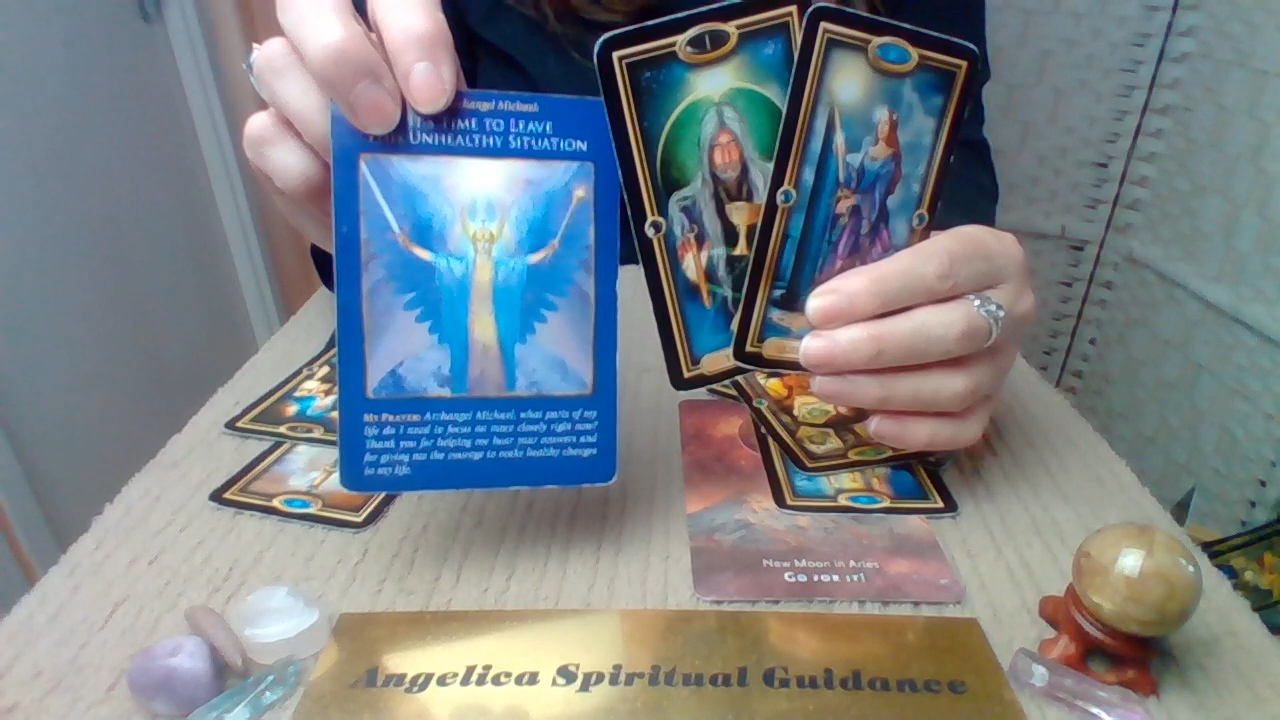 Archangel Michael
It's Time to Leave
This Unhealthy Situation
My Prayer: Archangel Michael, what parts of my
life do I need to focus on more closely right now?
Thank you for helping me hear your answers and
for giving me the courage to make healthy changes
in my life.
New Moon in Aries
Go for it!
Angelica Spiritual Guidance